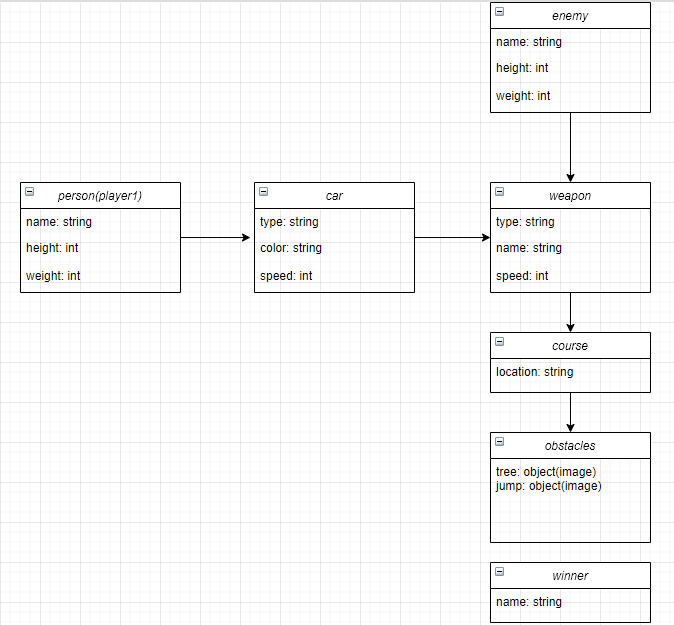 enemy
name: string
height: int
weight: int
person(player1)
name: string
height: int
weight: int
car
type: string
color: string
speed: int
weapon
type: string
name: string
speed: int
course
location: string
obstacles
tree: object(image)
jump: object(image)
winner
name: string